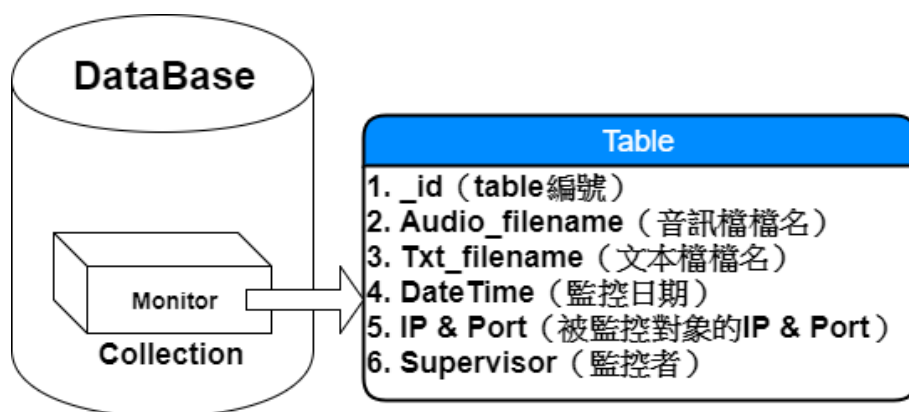 DataBase
Monitor
Collection
Table
1. _id（table編號）
2. Audio_filename（音訊檔檔名）
3. Txt_filename（文本檔檔名）
4. DateTime（監控日期）
5. IP & Port（被監控對象的IP & Port）
6. Supervisor（監控者）